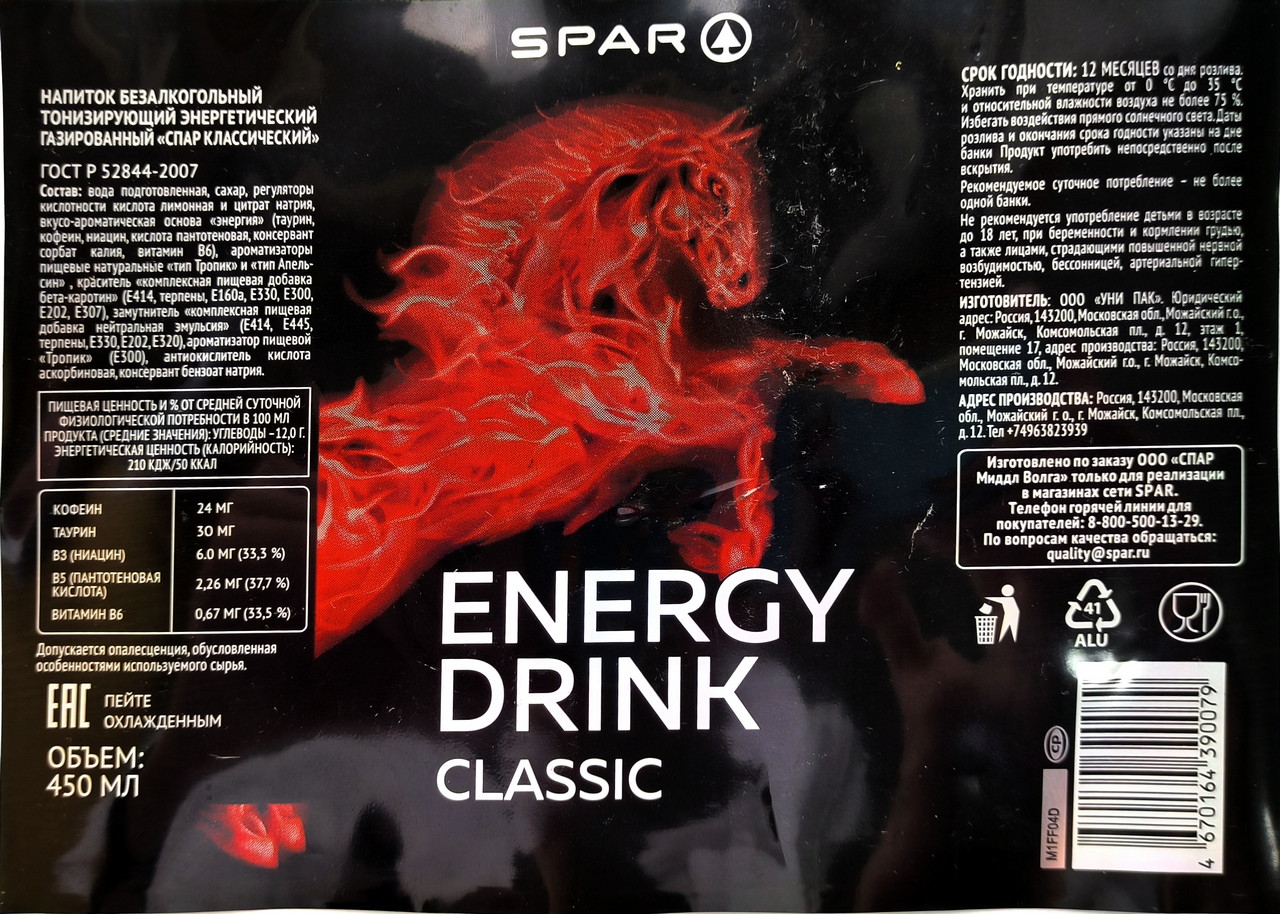 SPAR
НАПИТОК БЕЗАЛКОГОЛЬНЫЙ
ТОНИЗИРУЮЩИЙ ЭНЕРГЕТИЧЕСКИЙ
ГАЗИРОВАННЫЙ «СПАР КЛАССИЧЕСКИЙ»
ГОСТ Р 52844-2007
Состав: вода подготовленная, сахар, регуляторы
кислотности кислота лимонная и цитрат натрия,
вкусо-ароматическая основа «энергия» (таурин,
кофеин, ниацин, кислота пантотеновая, консервант
сорбат калия, витамин В6), ароматизаторы
пищевые натуральные «тип Тропик» и «тип Апель-
син» , краситель «комплексная пищевая добавка
бета-каротин» (Е414, терпены, Е160а, Е330, Е300,
Е202, Е307), замутнитель «комплексная пищевая
добавка нейтральная эмульсия» (Е414, Е445,
терпены, Е330, Е202, Е320), ароматизатор пищевой
«Тропик» (Е300), антиокислитель кислота
аскорбиновая, консервант бензоат натрия.
ПИЩЕВАЯ ЦЕННОСТЬ И % ОТ СРЕДНЕЙ СУТОЧНОЙ
ФИЗИОЛОГИЧЕСКОЙ ПОТРЕБНОСТИ В 100 МЛ
ПРОДУКТА (СРЕДНИЕ ЗНАЧЕНИЯ): УГЛЕВОДЫ –12,0 Г.
ЭНЕРГЕТИЧЕСКАЯ ЦЕННОСТЬ (КАЛОРИЙНОСТЬ):
210 КДЖ/50 ККАЛ
КОФЕИН 24 МГ
ТАУРИН 30 МГ
В3 (НИАЦИН) 6.0 МГ (33,3 %)
В5 (ПАНТОТЕНОВАЯ
КИСЛОТА) 2,26 МГ (37,7 %)
ВИТАМИН В6 0,67 МГ (33,5 %)
Допускается опалесценция, обусловленная
особенностями используемого сырья.
ЕАС ПЕЙТЕ
ОХЛАЖДЕННЫМ
ОБЪЕМ:
450 МЛ
ENERGY
DRINK
CLASSIC
СРОК ГОДНОСТИ: 12 МЕСЯЦЕВ со дня розлива.
Хранить при температуре от 0 °С до 35 °С
и относительной влажности воздуха не более 75 %.
Избегать воздействия прямого солнечного света. Даты
розлива и окончания срока годности указаны на дне
банки Продукт употребить непосредственно после
вскрытия.
Рекомендуемое суточное потребление – не более
одной банки.
Не рекомендуется употребление детьми в возрасте
до 18 лет, при беременности и кормлении грудью,
а также лицами, страдающими повышенной нервной
возбудимостью, бессонницей, артериальной гипер-
тензией.
ИЗГОТОВИТЕЛЬ: ООО «УНИ ПАК». Юридический
адрес: Россия, 143200, Московская обл., Можайский г.о.,
г. Можайск, Комсомольская пл., д. 12, этаж 1,
помещение 17, адрес производства: Россия, 143200,
Московская обл., Можайский г.о., г. Можайск, Комсо-
мольская пл., д. 12.
АДРЕС ПРОИЗВОДСТВА: Россия, 143200, Московская
обл., Можайский г. о., г. Можайск, Комсомольская пл.,
д. 12. Тел +74963823939
Изготовлено по заказу ООО «СПАР
Миддл Волга» только для реализации
в магазинах сети SPAR.
Телефон горячей линии для
покупателей: 8-800-500-13-29.
По вопросам качества обращаться:
quality@spar.ru
41
ALU
СР
M1FF04D
4 670164 390079